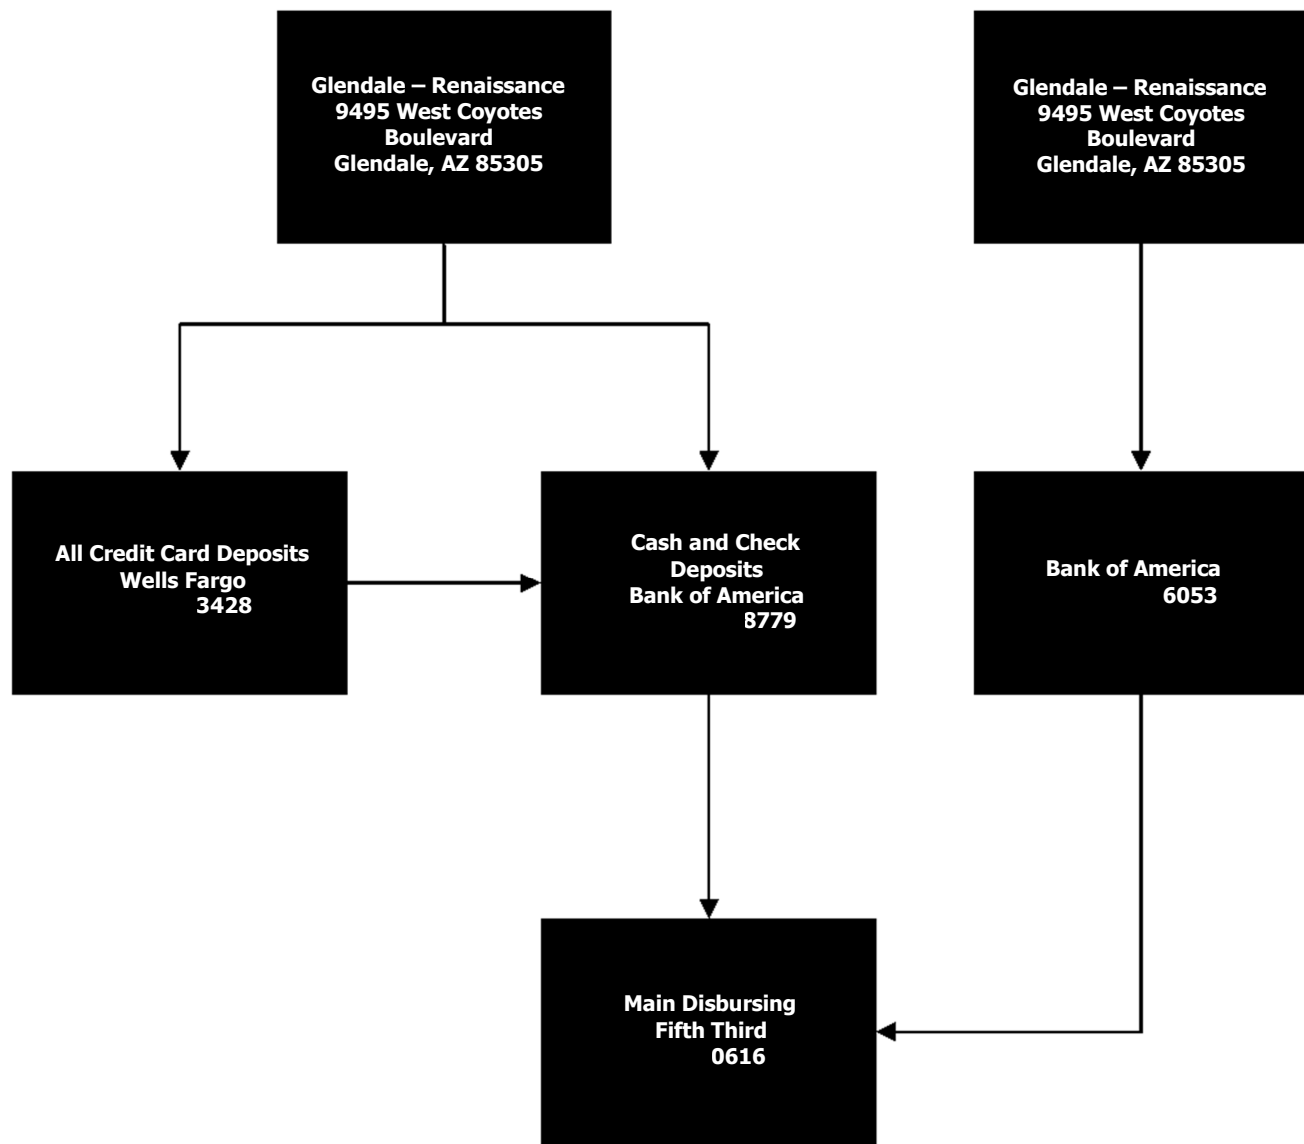 Glendale – Renaissance
9495 West Coyotes
Boulevard
Glendale, AZ 85305
Glendale – Renaissance
9495 West Coyotes
Boulevard
Glendale, AZ 85305
All Credit Card Deposits
Wells Fargo
3428
Cash and Check
Deposits
Bank of America
8779
Bank of America
6053
Main Disbursing
Fifth Third
0616